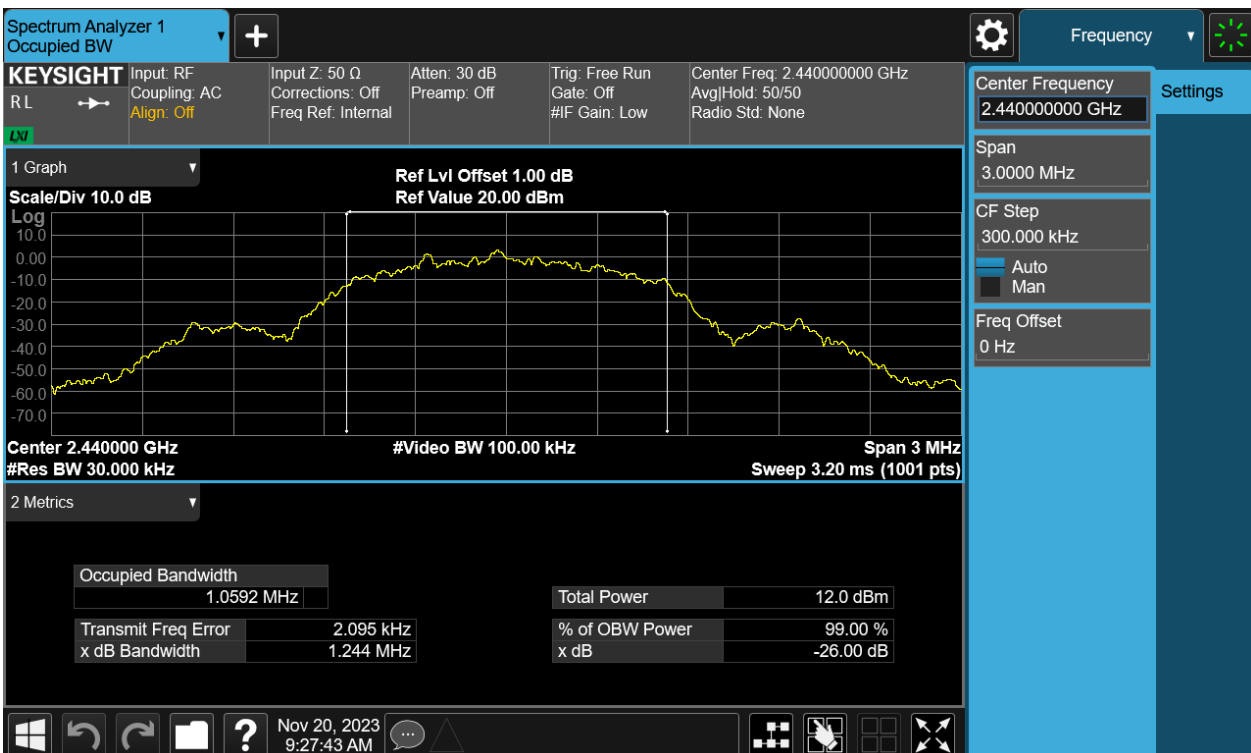 Spectrum Analyzer 1
Occupied BW
Frequency
KEYSIGHT
RL
LXI
Input: RF
Coupling: AC
Align: Off
Input Z: 50 Ω
Corrections: Off
Freq Ref: Internal
Atten: 30 dB
Preamp: Off
Trig: Free Run
Gate: Off
#IF Gain: Low
Center Freq: 2.440000000 GHz
Avg|Hold: 50/50
Radio Std: None
Center Frequency
2.440000000 GHz
Settings
Span
3.0000 MHz
CF Step
300.000 kHz
Auto
Man
Freq Offset
0 Hz
1 Graph
Scale/Div 10.0 dB
Ref Lvl Offset 1.00 dB
Ref Value 20.00 dBm
Log
10.0
0.00
-10.0
-20.0
-30.0
-40.0
-50.0
-60.0
-70.0
Center 2.440000 GHz
#Res BW 30.000 kHz
#Video BW 100.00 kHz
Span 3 MHz
Sweep 3.20 ms (1001 pts)
2 Metrics
Occupied Bandwidth
1.0592 MHz
Total Power 12.0 dBm
Transmit Freq Error 2.095 kHz
% of OBW Power 99.00 %
x dB Bandwidth 1.244 MHz
x dB -26.00 dB
?
Nov 20, 2023
9:27:43 AM